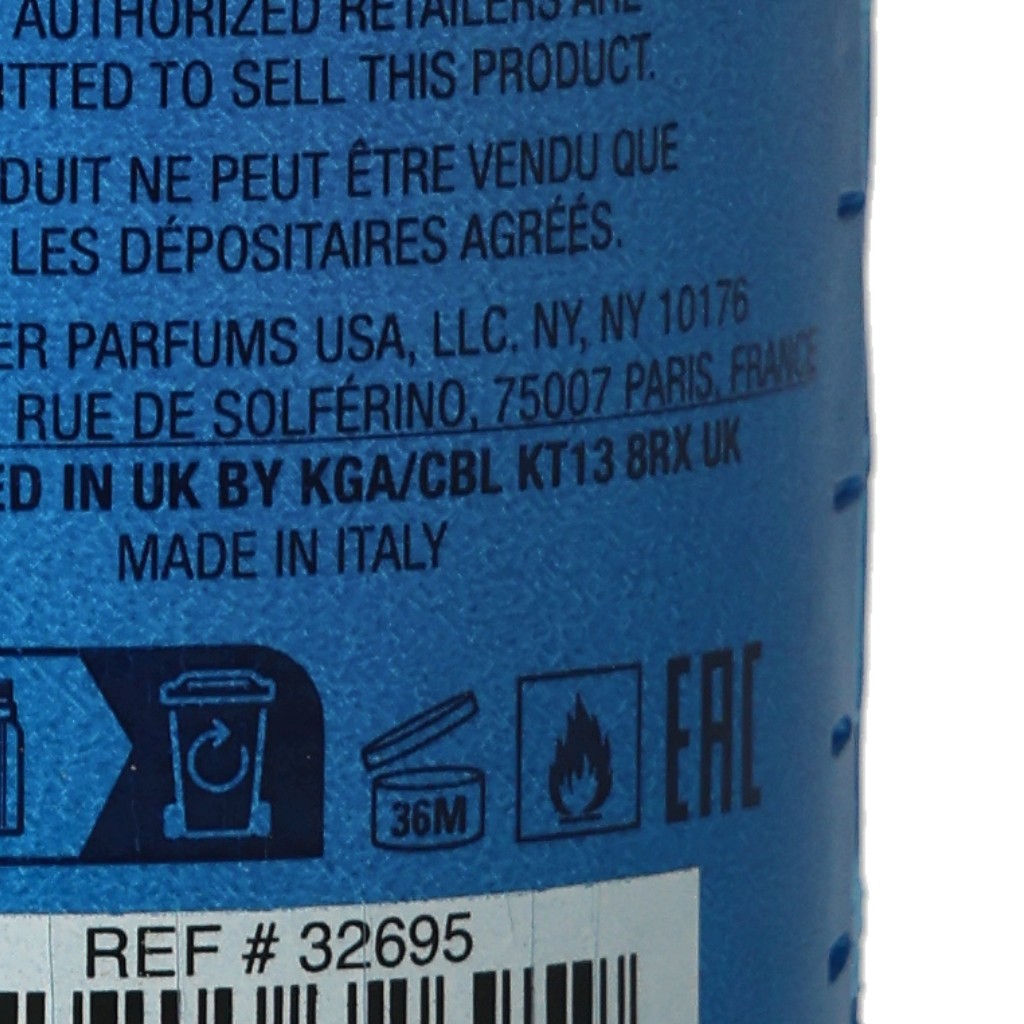 AUTHORIZED RETAILERS ARE
ITTED TO SELL THIS PRODUCT.
DUIT NE PEUT ÊTRE VENDU QUE
LES DÉPOSITAIRES AGRÉÉS.
ER PARFUMS USA, LLC. NY, NY 10176
RUE DE SOLFÉRINO, 75007 PARIS, FRANCE
ED IN UK BY KGA/CBL KT13 8RX UK
MADE IN ITALY
36M
EAC
REF # 32695